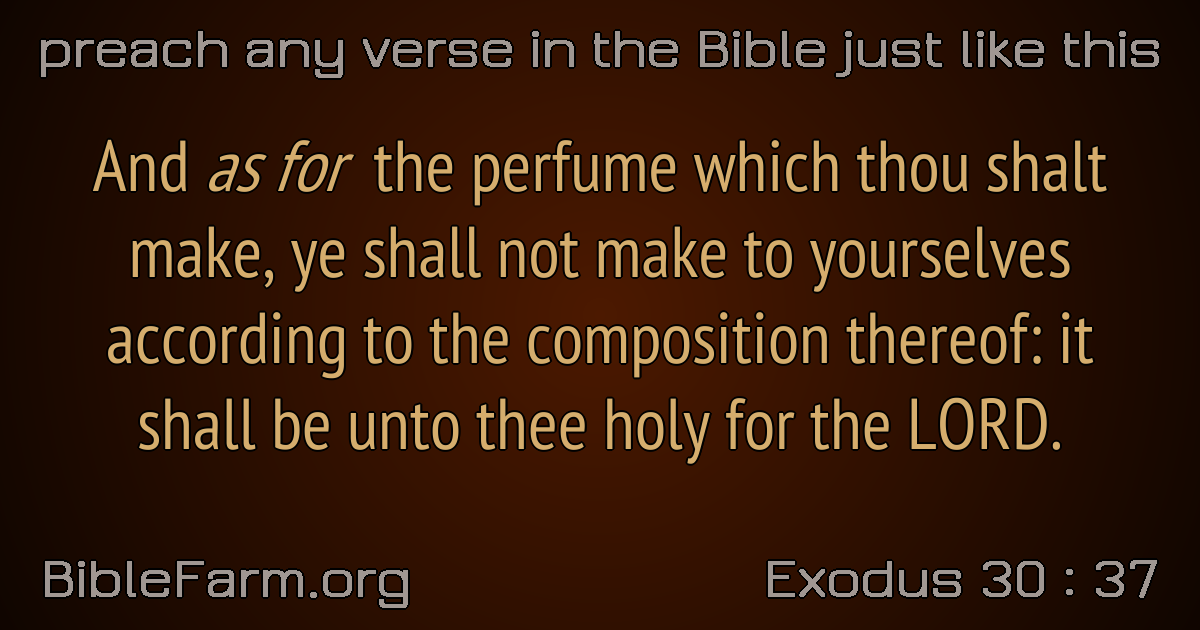 preach any verse in the Bible just like this
And as for the perfume which thou shalt
make, ye shall not make to yourselves
according to the composition thereof: it
shall be unto thee holy for the LORD.
BibleFarm.org
Exodus 30 : 37